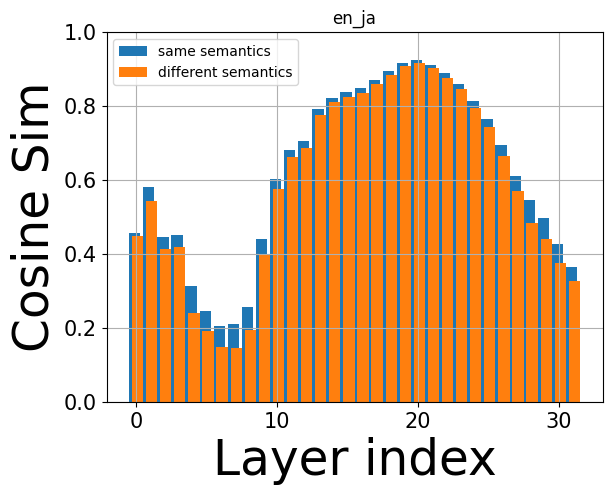 en_ja
same semantics
different semantics
Cosine Sim
1.0
0.8
0.6
0.4
0.2
0.0
0 10 20 30
Layer index